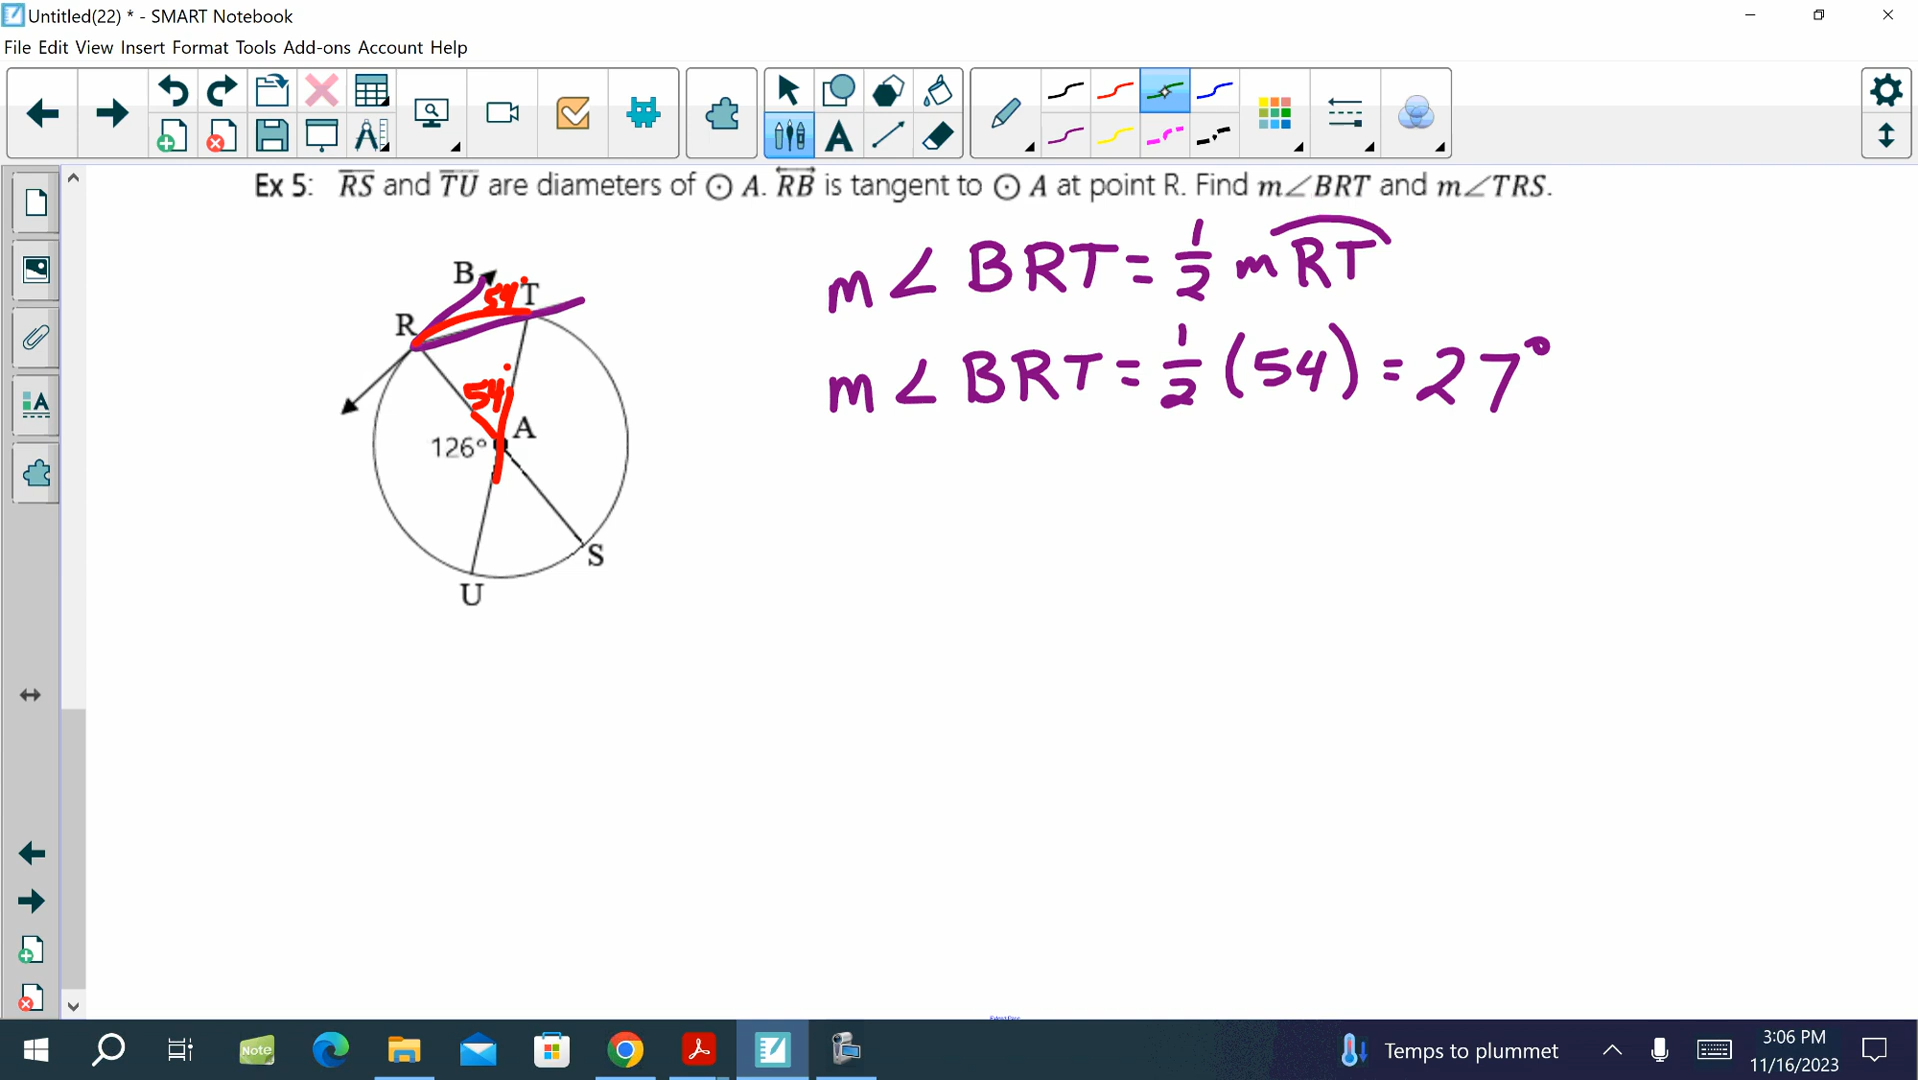 Untitled(22) * - SMART Notebook
File Edit View Insert Format Tools Add-ons Account Help
Ex 5: RS and TU are diameters of ⊙ A. RB is tangent to ⊙ A at point R. Find m∠BRT and m∠TRS.
m∠BRT = 1/2 mRT
B
54°
T
R
m∠BRT = 1/2 (54) = 27°
54°
A
126°
S
U
Note
Temps to plummet
3:06 PM
11/16/2023